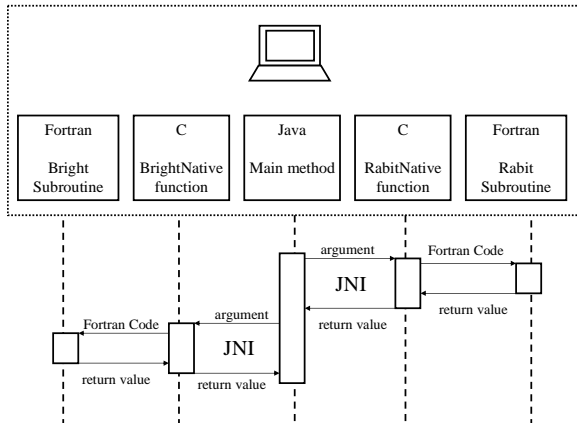 Fortran
Bright
Subroutine
C
BrightNative
function
Java
Main method
C
RabitNative
function
Fortran
Rabit
Subroutine
argument
Fortran Code
JNI
return value
return value
Fortran Code
argument
JNI
return value
return value